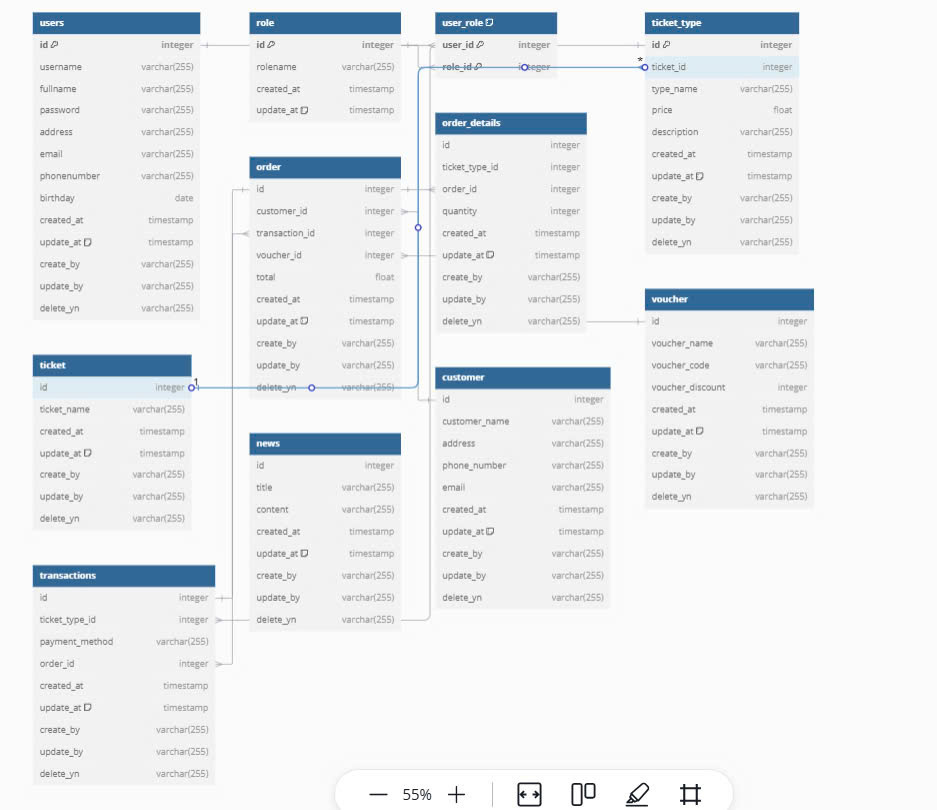 users
id integer
username varchar(255)
fullname varchar(255)
password varchar(255)
address varchar(255)
email varchar(255)
phonenumber varchar(255)
birthday date
created_at timestamp
update_at timestamp
create_by varchar(255)
update_by varchar(255)
delete_yn varchar(255)
role
id integer
rolename varchar(255)
created_at timestamp
update_at timestamp
user_role
user_id integer
role_id integer
ticket_type
id integer
* ticket_id integer
type_name varchar(255)
price float
description varchar(255)
created_at timestamp
update_at timestamp
create_by varchar(255)
update_by varchar(255)
delete_yn varchar(255)
order_details
id integer
ticket_type_id integer
order_id integer
quantity integer
created_at timestamp
update_at timestamp
create_by varchar(255)
update_by varchar(255)
delete_yn varchar(255)
order
id integer
customer_id integer
transaction_id integer
voucher_id integer
total float
created_at timestamp
update_at timestamp
create_by varchar(255)
update_by varchar(255)
delete_yn varchar(255)
voucher
id integer
voucher_name varchar(255)
voucher_code varchar(255)
voucher_discount integer
created_at timestamp
update_at timestamp
create_by varchar(255)
update_by varchar(255)
delete_yn varchar(255)
ticket
id integer 1
ticket_name varchar(255)
created_at timestamp
update_at timestamp
create_by varchar(255)
update_by varchar(255)
delete_yn varchar(255)
customer
id integer
customer_name varchar(255)
address varchar(255)
phone_number varchar(255)
email varchar(255)
created_at timestamp
update_at timestamp
create_by varchar(255)
update_by varchar(255)
delete_yn varchar(255)
news
id integer
title varchar(255)
content varchar(255)
created_at timestamp
update_at timestamp
create_by varchar(255)
update_by varchar(255)
delete_yn varchar(255)
transactions
id integer
ticket_type_id integer
payment_method varchar(255)
order_id integer
created_at timestamp
update_at timestamp
create_by varchar(255)
update_by varchar(255)
delete_yn varchar(255)
55%